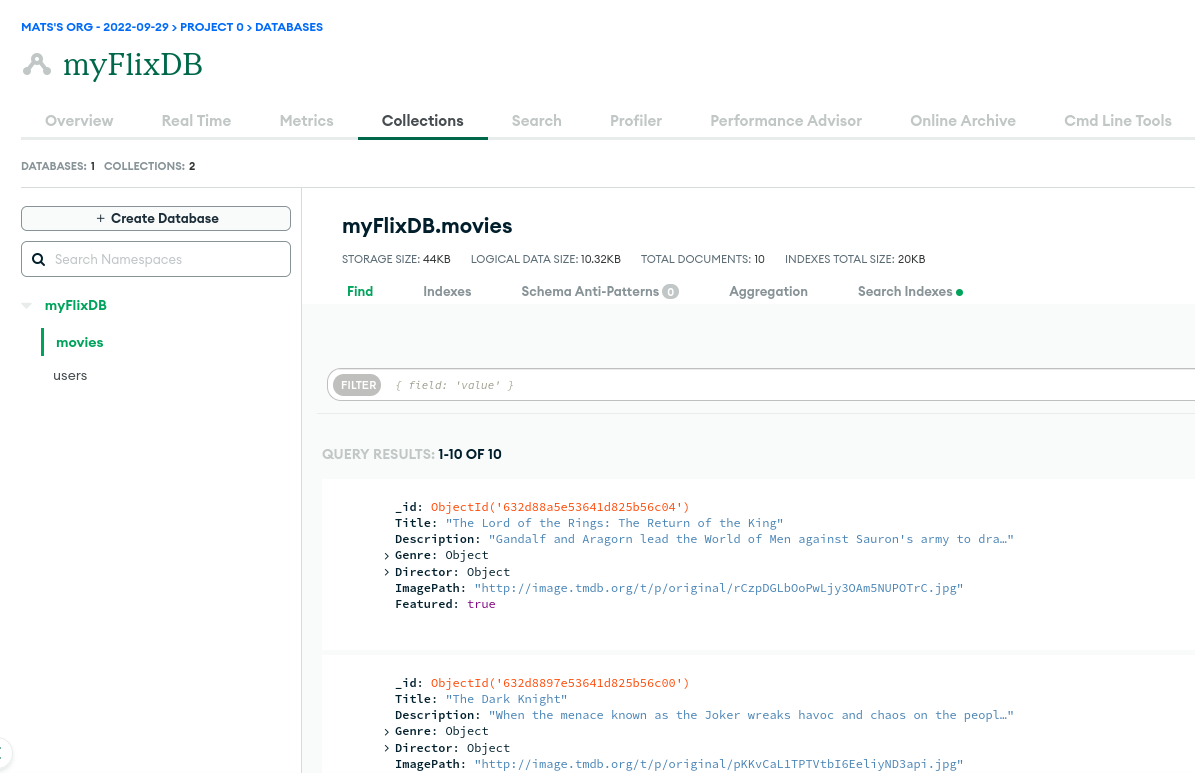 MATS'S ORG - 2022-09-29 > PROJECT 0 > DATABASES
myFlixDB
Overview Real Time Metrics Collections Search Profiler Performance Advisor Online Archive Cmd Line Tools
DATABASES: 1 COLLECTIONS: 2
+ Create Database
Search Namespaces
myFlixDB
movies
users
myFlixDB.movies
STORAGE SIZE: 44KB LOGICAL DATA SIZE: 10.32KB TOTAL DOCUMENTS: 10 INDEXES TOTAL SIZE: 20KB
Find Indexes Schema Anti-Patterns 0 Aggregation Search Indexes
FILTER { field: 'value' }
QUERY RESULTS: 1-10 OF 10
_id: ObjectId('632d88a5e53641d825b56c04')
Title: "The Lord of the Rings: The Return of the King"
Description: "Gandalf and Aragorn lead the World of Men against Sauron's army to dra…"
> Genre: Object
> Director: Object
ImagePath: "http://image.tmdb.org/t/p/original/rCzpDGLbOoPwLjy3OAm5NUPOTrC.jpg"
Featured: true
_id: ObjectId('632d8897e53641d825b56c00')
Title: "The Dark Knight"
Description: "When the menace known as the Joker wreaks havoc and chaos on the peopl…"
> Genre: Object
> Director: Object
ImagePath: "http://image.tmdb.org/t/p/original/pKKvCaL1TPTVtbI6EeliyND3api.jpg"